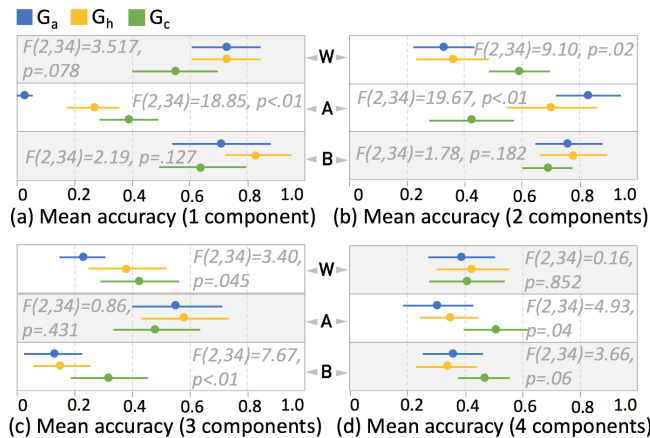 Ga Gh Gc
F(2,34)=3.517,
p=.078
W
F(2,34)=9.10, p=.02
F(2,34)=18.85, p<.01
A
F(2,34)=
19.67, p<.01
F(2,34)=2.19, p=.127
B
F(2,34)=1.78, p=.182
0.2 0.4 0.6 0.8 1.0
0 0.2 0.4 0.6 0.8 1.0
(a) Mean accuracy (1 component)
(b) Mean accuracy (2 components)
F(2,34)=3.40,
p=.045
W
F(2,34)=0.16,
p=.852
F(2,34)=0.86,
p=.431
A
F(2,34)=4.93,
p=.04
F(2,34)=7.67,
p<.01
B
F(2,34)=3.66,
p=.06
0 0.2 0.4 0.6 0.8 1.0
0 0.2 0.4 0.6 0.8 1.0
(c) Mean accuracy (3 components)
(d) Mean accuracy (4 components)